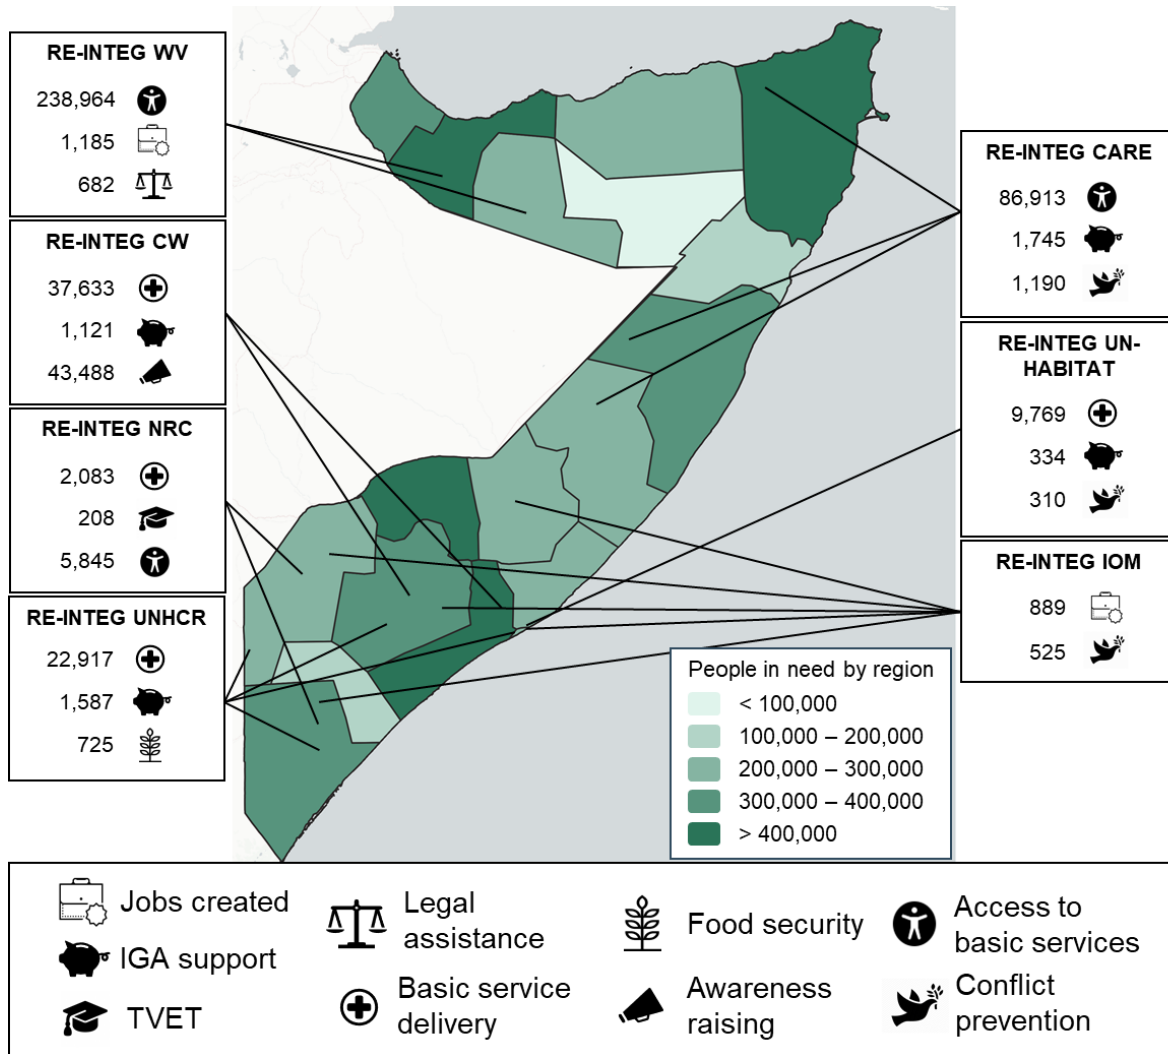 RE-INTEG WV
238,964
1,185
682
RE-INTEG CW
37,633
1,121
43,488
RE-INTEG NRC
2,083
208
5,845
RE-INTEG UNHCR
22,917
1,587
725
RE-INTEG CARE
86,913
1,745
1,190
RE-INTEG UN-
HABITAT
9,769
334
310
RE-INTEG IOM
889
525
People in need by region
< 100,000
100,000 – 200,000
200,000 – 300,000
300,000 – 400,000
> 400,000
Jobs created
IGA support
TVET
Legal
assistance
Basic service
delivery
Food security
Awareness
raising
Access to
basic services
Conflict
prevention